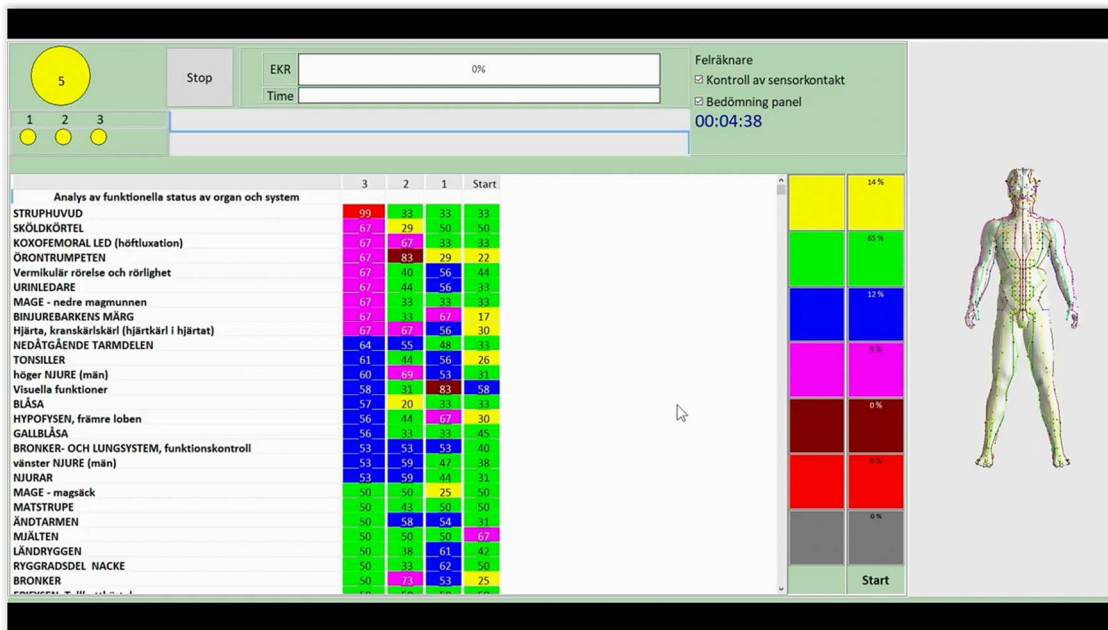 5
Stop
EKR
0%
Time
Felräknare
Kontroll av sensorkontakt
Bedömning panel
00:04:38
1 2 3
3 2 1 Start
Analys av funktionella status av organ och system
STRUPHUVUD 99 33 33 33
SKÖLDKÖRTEL 67 29 50 50
KOXOFEMORAL LED (höftluxation) 67 67 33 33
ÖRONTRUMPETEN 67 83 29 22
Vermikulär rörelse och rörlighet 67 40 56 44
URINLEDARE 67 44 56 33
MAGE - nedre magmunnen 67 33 33 33
BINJUREBARKENS MÄRG 67 33 67 17
Hjärta, kranskärlskärl (hjärtkärl i hjärtat) 67 67 56 30
NEDÅTGÅENDE TARMDELEN 64 55 48 33
TONSILLER 61 44 56 26
höger NJURE (män) 60 69 53 31
Visuella funktioner 58 31 83 58
BLÅSA 57 20 33 33
HYPOFYSEN, främre loben 56 44 67 30
GALLBLÅSA 56 33 33 45
BRONKER- OCH LUNGSYSTEM, funktionskontroll 53 53 53 40
vänster NJURE (män) 53 59 47 38
NJURAR 53 59 44 31
MAGE - magsäck 50 50 25 50
MATSTRUPE 50 43 50 50
ÄNDTARMEN 50 58 54 31
MJÄLTEN 50 50 50 67
LÄNDRYGGEN 50 38 61 42
RYGGRADSDEL NACKE 50 33 62 50
BRONKER 50 73 53 25
14 %
65 %
12 %
9 %
0 %
0 %
0 %
Start